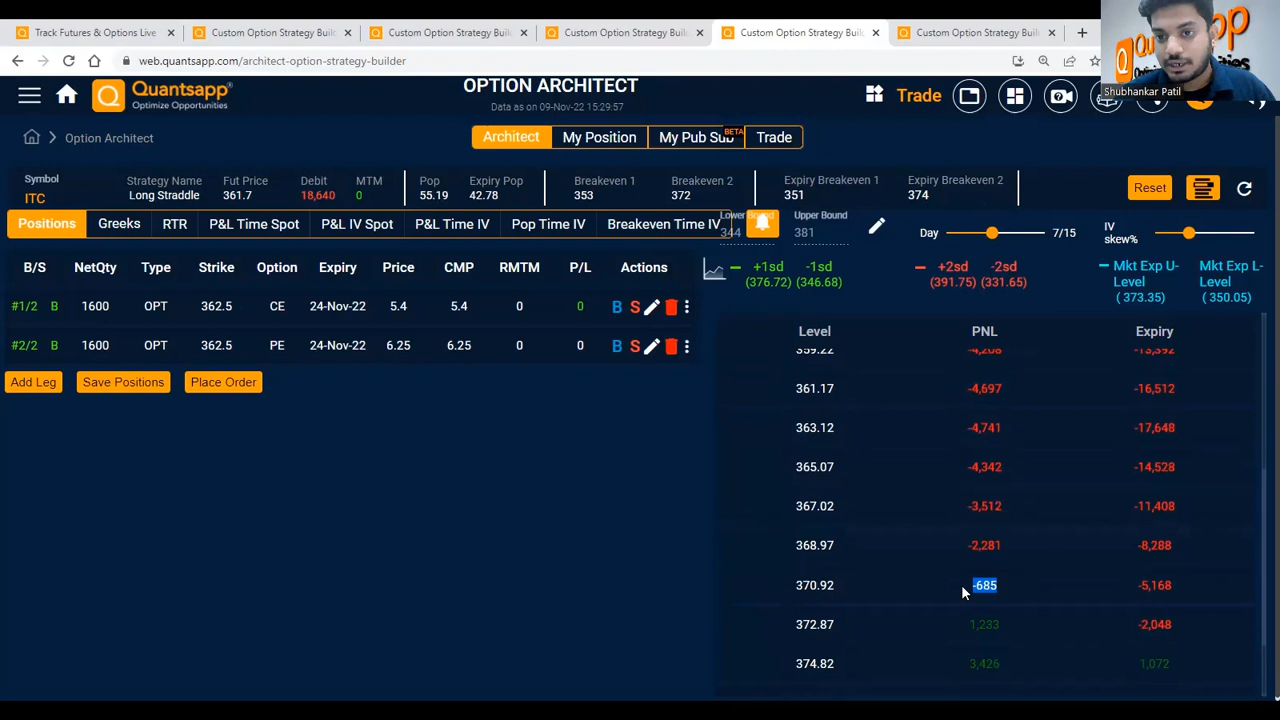 Track Futures & Options Live
Custom Option Strategy Buil
Custom Option Strategy Buil
Custom Option Strategy Buil
Custom Option Strategy Buil
Custom Option Strategy Buil
web.quantsapp.com/architect-option-strategy-builder
Shubhankar Patil
Quantsapp
Optimize Opportunities
OPTION ARCHITECT
Data as on 09-Nov-22 15:29:57
Trade
Option Architect
Architect
My Position
My Pub Sub
BETA
Trade
Symbol
ITC
Strategy Name
Long Straddle
Fut Price
361.7
Debit
18,640
MTM
0
Pop
55.19
Expiry Pop
42.78
Breakeven 1
353
Breakeven 2
372
Expiry Breakeven 1
351
Expiry Breakeven 2
374
Reset
Positions
Greeks
RTR
P&L Time Spot
P&L IV Spot
P&L Time IV
Pop Time IV
Breakeven Time IV
Lower Bound
344
Upper Bound
381
Day
7/15
IV skew%
+1sd -1sd
(376.72) (346.68)
+2sd -2sd
(391.75) (331.65)
Mkt Exp U-Level
( 373.35)
Mkt Exp L-Level
( 350.05)
B/S NetQty Type Strike Option Expiry Price CMP RMTM P/L Actions
#1/2 B 1600 OPT 362.5 CE 24-Nov-22 5.4 5.4 0 0 B S
#2/2 B 1600 OPT 362.5 PE 24-Nov-22 6.25 6.25 0 0 B S
Add Leg
Save Positions
Place Order
Level PNL Expiry
359.22 -4,208 -13,392
361.17 -4,697 -16,512
363.12 -4,741 -17,648
365.07 -4,342 -14,528
367.02 -3,512 -11,408
368.97 -2,281 -8,288
370.92 -685 -5,168
372.87 1,233 -2,048
374.82 3,426 1,072